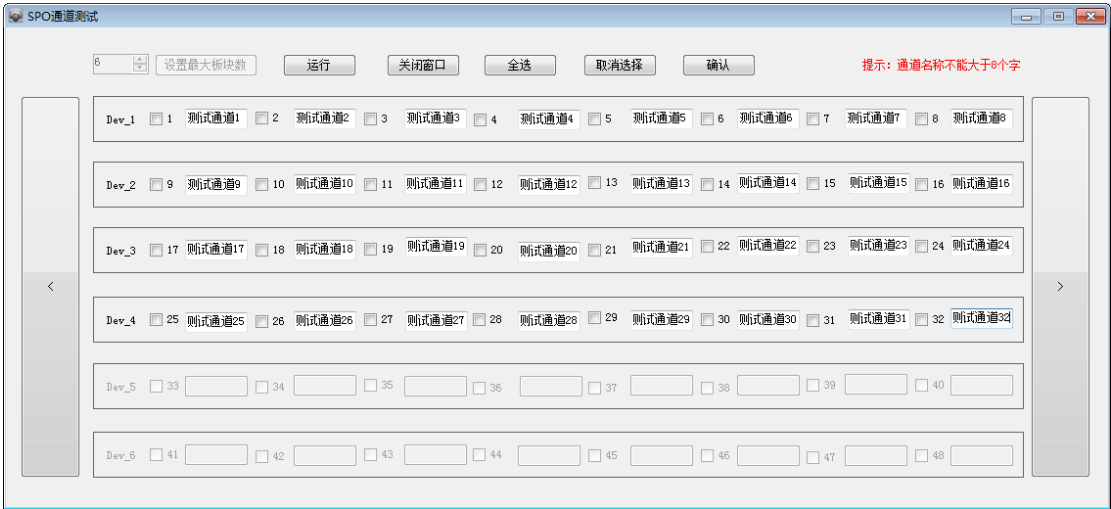 SPO通道测试
6 设置最大板块数 运行 关闭窗口 全选 取消选择 确认 提示：通道名称不能大于8个字
Dev_1 1 测试通道1 2 测试通道2 3 测试通道3 4 测试通道4 5 测试通道5 6 测试通道6 7 测试通道7 8 测试通道8
Dev_2 9 测试通道9 10 测试通道10 11 测试通道11 12 测试通道12 13 测试通道13 14 测试通道14 15 测试通道15 16 测试通道16
Dev_3 17 测试通道17 18 测试通道18 19 测试通道19 20 测试通道20 21 测试通道21 22 测试通道22 23 测试通道23 24 测试通道24
< >
Dev_4 25 测试通道25 26 测试通道26 27 测试通道27 28 测试通道28 29 测试通道29 30 测试通道30 31 测试通道31 32 测试通道32
Dev_5 33 34 35 36 37 38 39 40
Dev_6 41 42 43 44 45 46 47 48